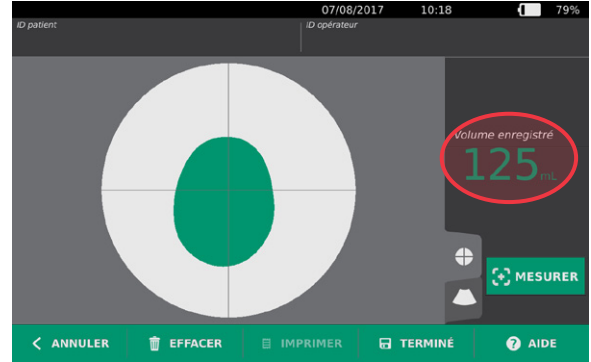 07/08/2017 10:18 79%
ID patient ID opérateur
Volume enregistré
125 mL
MESURER
ANNULER EFFACER IMPRIMER TERMINÉ AIDE